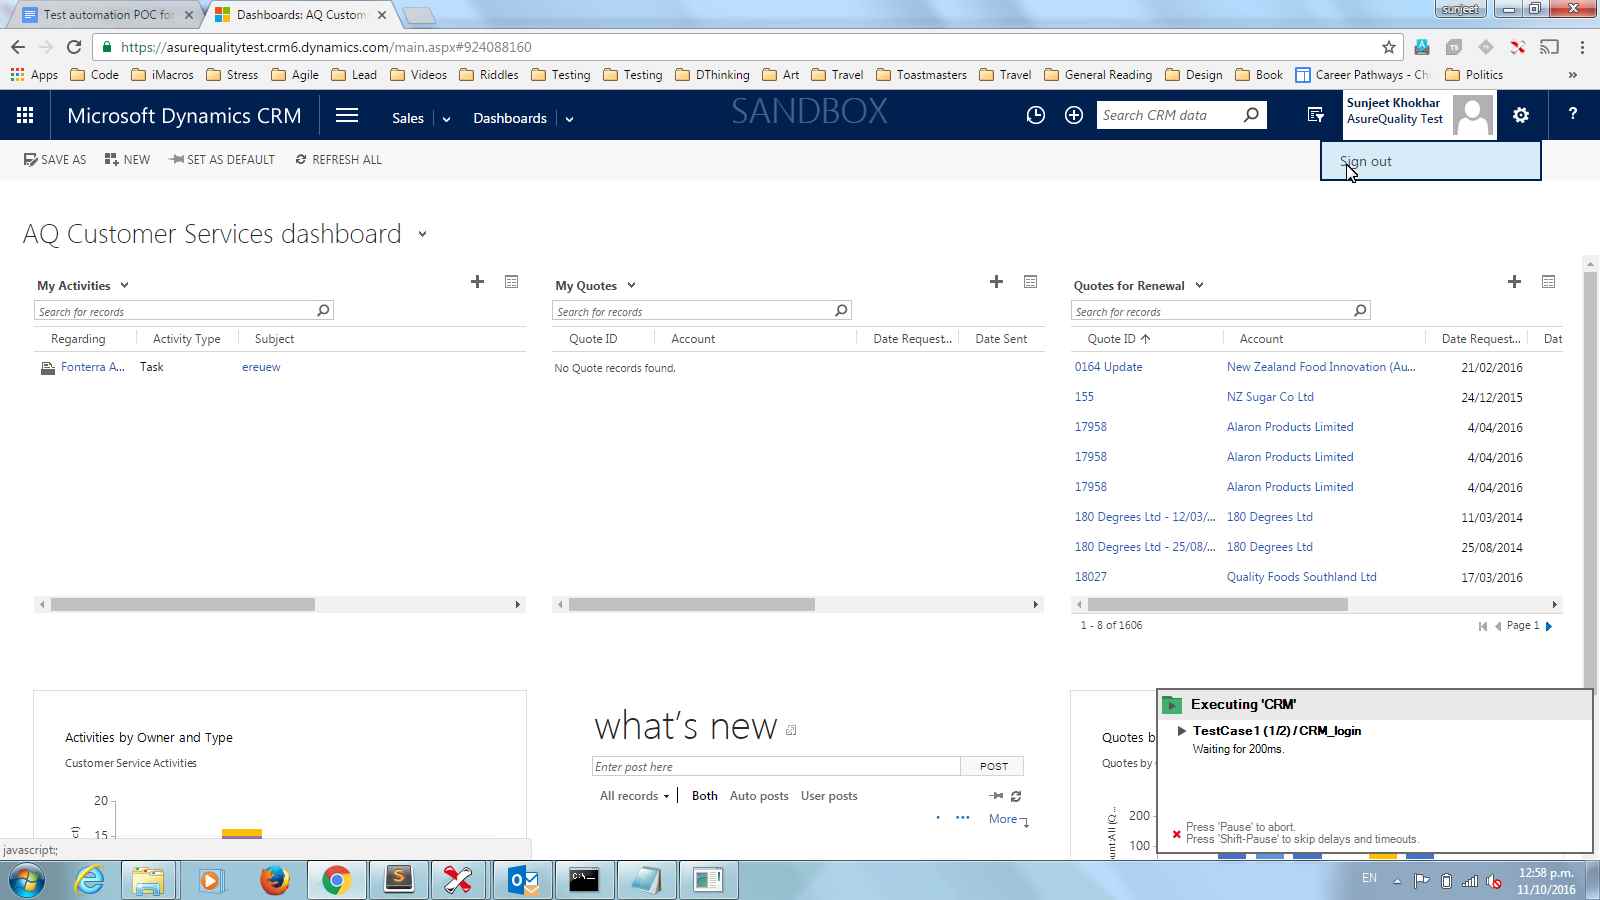 Test automation POC for
Dashboards: AQ Custom
sunjeet
https://asurequalitytest.crm6.dynamics.com/main.aspx#924088160
Apps
Code
iMacros
Stress
Agile
Lead
Videos
Riddles
Testing
Testing
DThinking
Art
Travel
Toastmasters
Travel
General Reading
Design
Book
Career Pathways - Ch
Politics
»
Microsoft Dynamics CRM
Sales
Dashboards
SANDBOX
Search CRM data
Sunjeet Khokhar
AsureQuality Test
?
SAVE AS
NEW
SET AS DEFAULT
REFRESH ALL
Sign out
AQ Customer Services dashboard
My Activities
Search for records
Regarding Activity Type Subject
Fonterra A... Task ereuew
My Quotes
Search for records
Quote ID Account Date Request... Date Sent
No Quote records found.
Quotes for Renewal
Search for records
Quote ID Account Date Request... Dat
0164 Update New Zealand Food Innovation (Au... 21/02/2016
155 NZ Sugar Co Ltd 24/12/2015
17958 Alaron Products Limited 4/04/2016
17958 Alaron Products Limited 4/04/2016
17958 Alaron Products Limited 4/04/2016
180 Degrees Ltd - 12/03/... 180 Degrees Ltd 11/03/2014
180 Degrees Ltd - 25/08/... 180 Degrees Ltd 25/08/2014
18027 Quality Foods Southland Ltd 17/03/2016
1 - 8 of 1606
Page 1
Activities by Owner and Type
Customer Service Activities
20
15
what's new
Enter post here
POST
All records
Both Auto posts User posts
More
Quotes b
Quotes by
200
100
Executing 'CRM'
TestCase1 (1/2) / CRM_login
Waiting for 200ms.
Press 'Pause' to abort.
Press 'Shift-Pause' to skip delays and timeouts.
javascript:;
EN
12:58 p.m.
11/10/2016